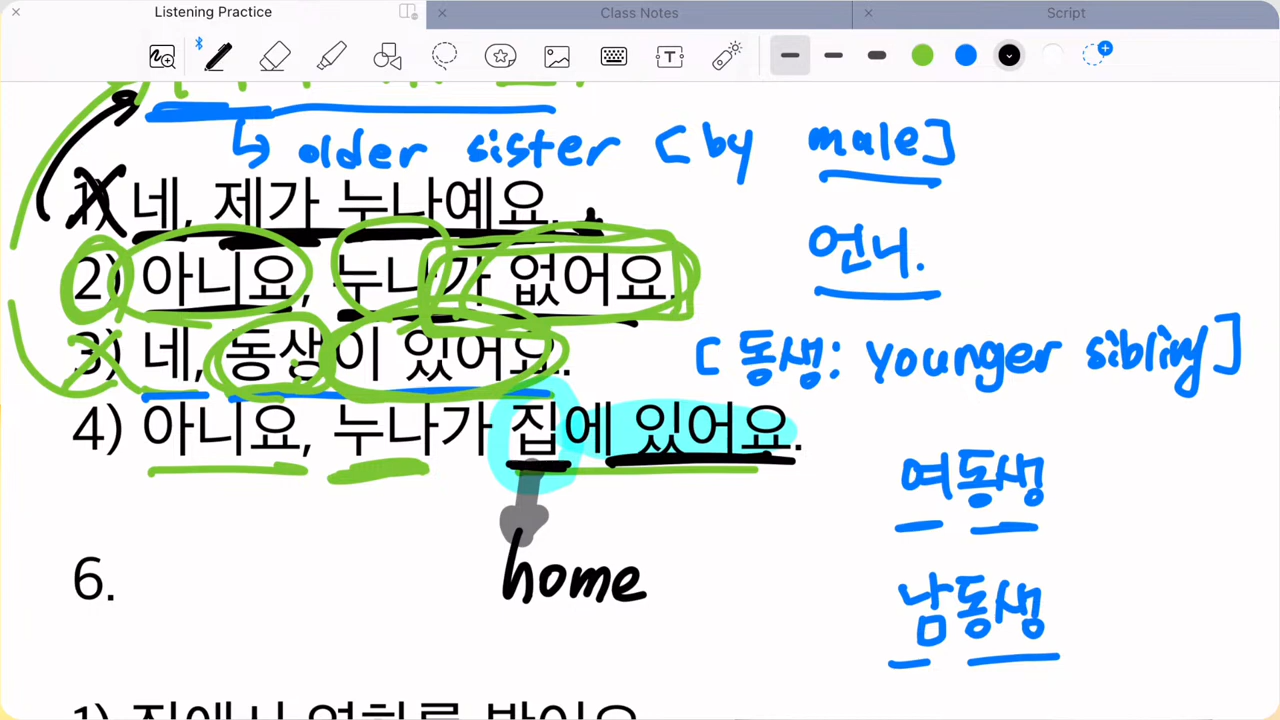 Listening Practice
Class Notes
Script
T
older sister [by male]
1) 네, 제가 누나예요.
언니.
2) 아니요, 누나가 없어요.
3) 네, 동생이 있어요.
[동생: younger sibling]
4) 아니요, 누나가 집에 있어요.
여동생
home
6.
남동생